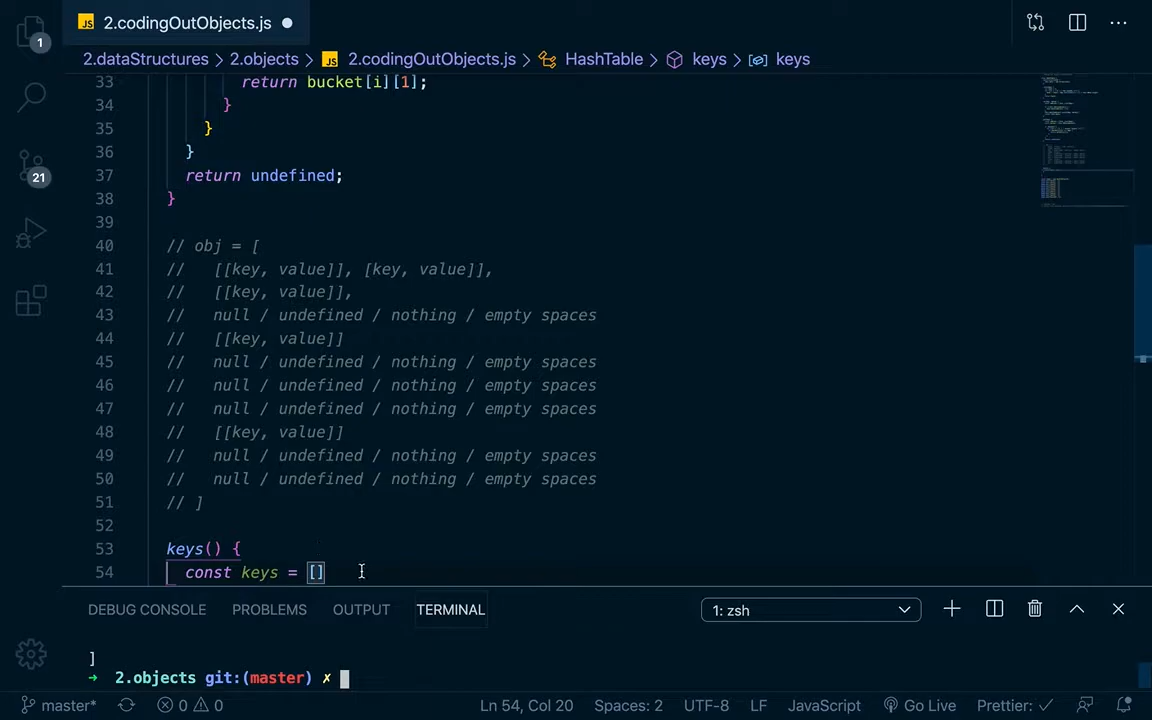 1
JS 2.codingOutObjects.js
2.dataStructures > 2.objects > JS 2.codingOutObjects.js > HashTable > keys > keys
33 return bucket[i][1];
34 }
35 }
36 }
37 return undefined;
38 }
39
40 // obj = [
41 // [[key, value]], [key, value]],
42 // [[key, value]],
43 // null / undefined / nothing / empty spaces
44 // [[key, value]]
45 // null / undefined / nothing / empty spaces
46 // null / undefined / nothing / empty spaces
47 // null / undefined / nothing / empty spaces
48 // [[key, value]]
49 // null / undefined / nothing / empty spaces
50 // null / undefined / nothing / empty spaces
51 // ]
52
53 keys() {
54 const keys = []
21
DEBUG CONSOLE PROBLEMS OUTPUT TERMINAL 1: zsh
]
→ 2.objects git:(master) ✗
master* 0 0 Ln 54, Col 20 Spaces: 2 UTF-8 LF JavaScript Go Live Prettier: ✓